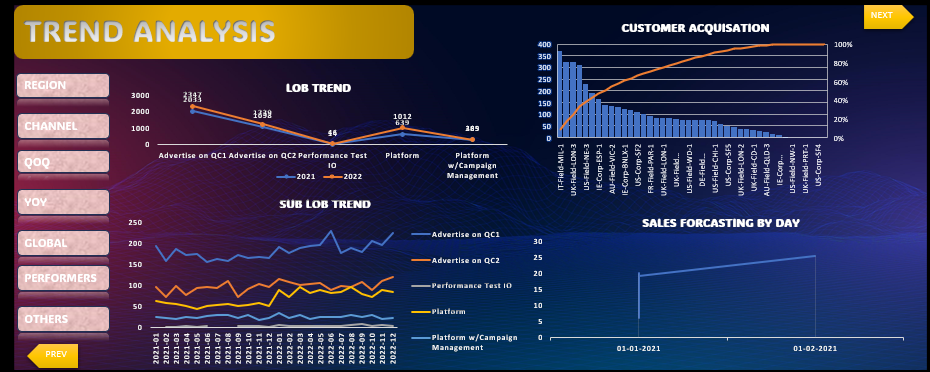 TREND ANALYSIS
NEXT
REGION
CHANNEL
QOQ
YOY
GLOBAL
PERFORMERS
OTHERS
PREV
LOB TREND
3000
2000
1000
0
2347
2033
1098
1012
639
Advertise on QC1
Advertise on QC2
Performance Test IO
Platform
Platform w/Campaign Management
2021
2022
SUB LOB TREND
250
200
150
100
50
0
2021-01
2021-02
2021-03
2021-04
2021-05
2021-06
2021-07
2021-08
2021-09
2021-10
2021-11
2021-12
2022-01
2022-02
2022-03
2022-04
2022-05
2022-06
2022-07
2022-08
2022-09
2022-10
2022-11
2022-12
Advertise on QC1
Advertise on QC2
Performance Test IO
Platform
Platform w/Campaign
Management
CUSTOMER ACQUISATION
400
350
300
250
200
150
100
50
0
100%
80%
60%
40%
20%
0%
IT-Field-MIL-1
UK-Field-LON-3
US-Field-NE-3
IE-Corp-ESP-1
AU-Field-VIC-2
IE-Corp-BNLX-1
US-Corp-Sf2
FR-Field-PAR-1
UK-Field-LON-1
UK-Field...
US-Field-WD-1
DE-Field...
US-Field-CHI-1
US-Corp-Sf9
UK-Field-LON-2
UK-Field-CD-1
AU-Field-QLD-3
IE-Corp...
US-Field-NW-1
UK-Field-PRT-1
US-Corp-Sf4
SALES FORCASTING BY DAY
30
25
20
15
10
5
0
01-01-2021
01-02-2021